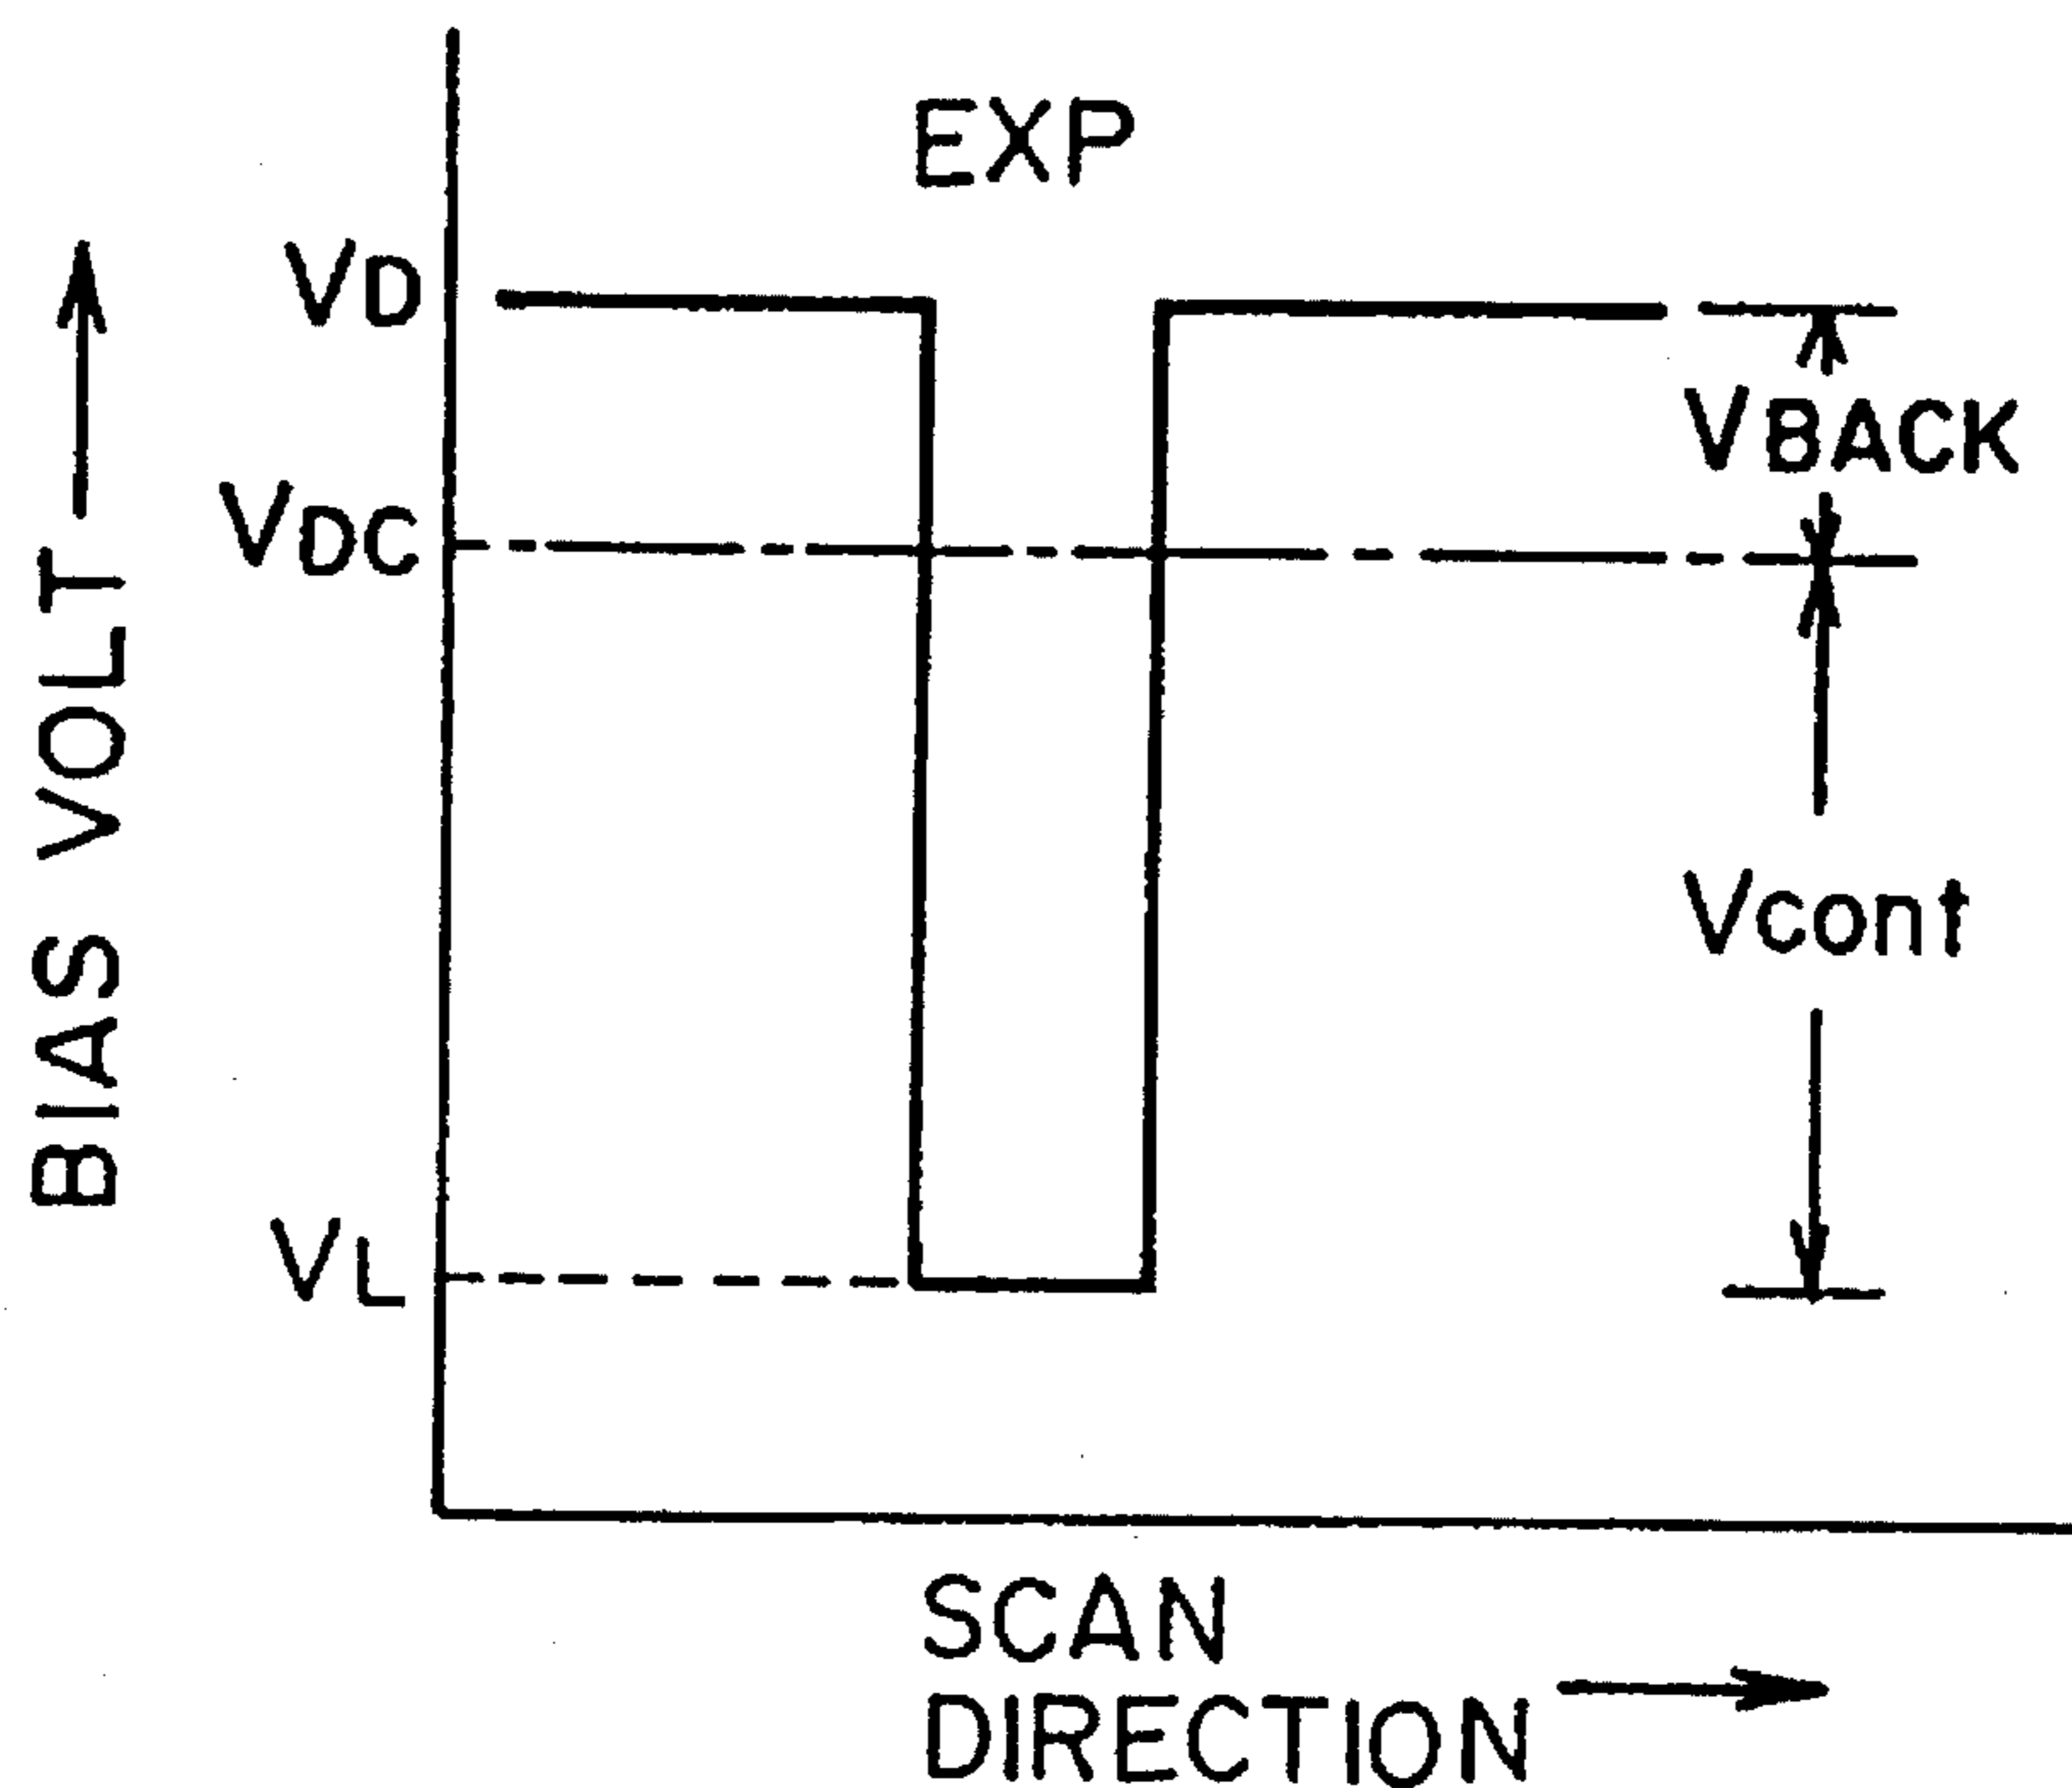 EXP
VD
VBACK
VDC
BIAS VOLT
Vcont
VL
SCAN
DIRECTION